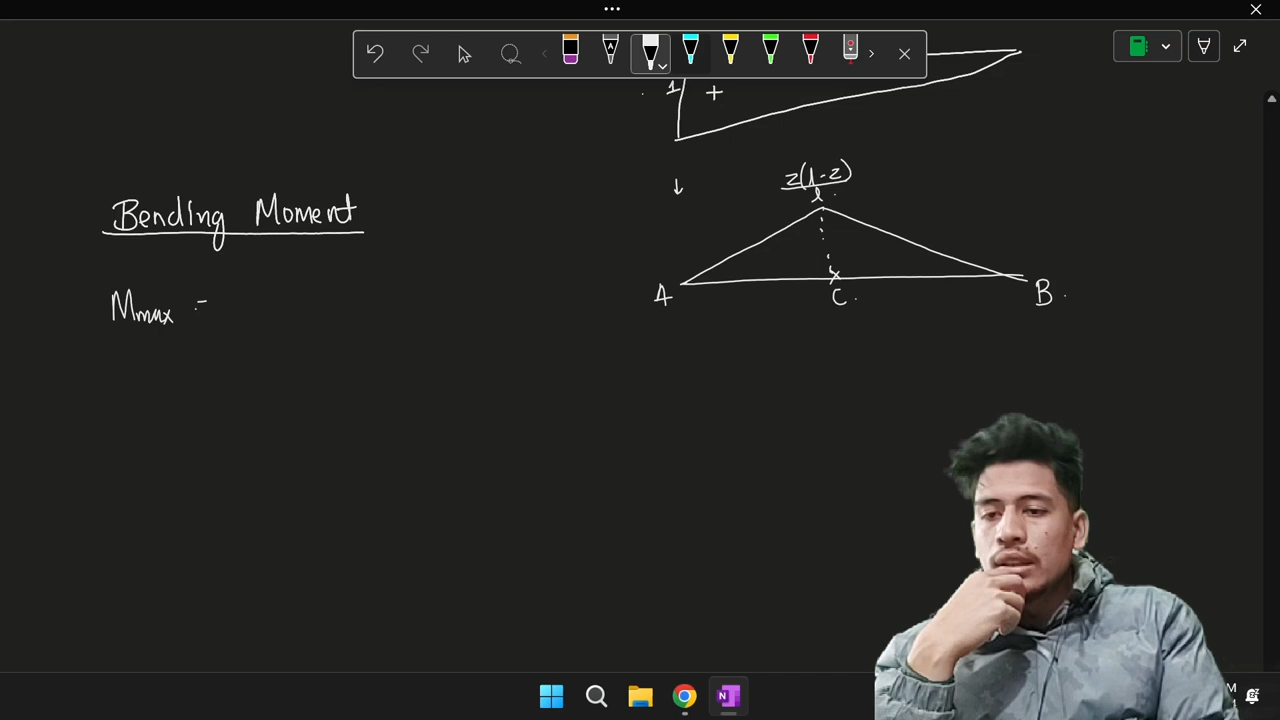 1 +
z(l-z)
l
Bending Moment
A C. B.
Mmax =